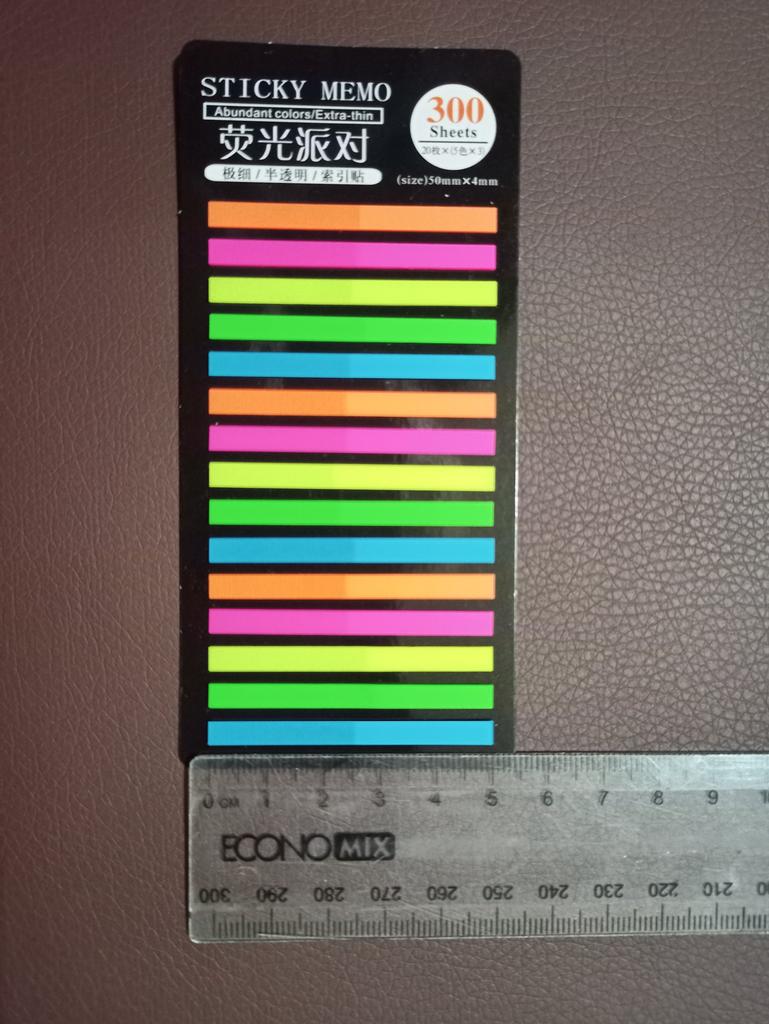 STICKY MEMO
Abundant colors/Extra-thin
荧光派对
极细 / 半透明 / 索引贴
300
Sheets
20枚×(5色×3)
(size)50mm×4mm
0 CM 1 2 3 4 5 6 7 8 9
ECONO MIX
300 290 280 270 260 250 240 230 220 210